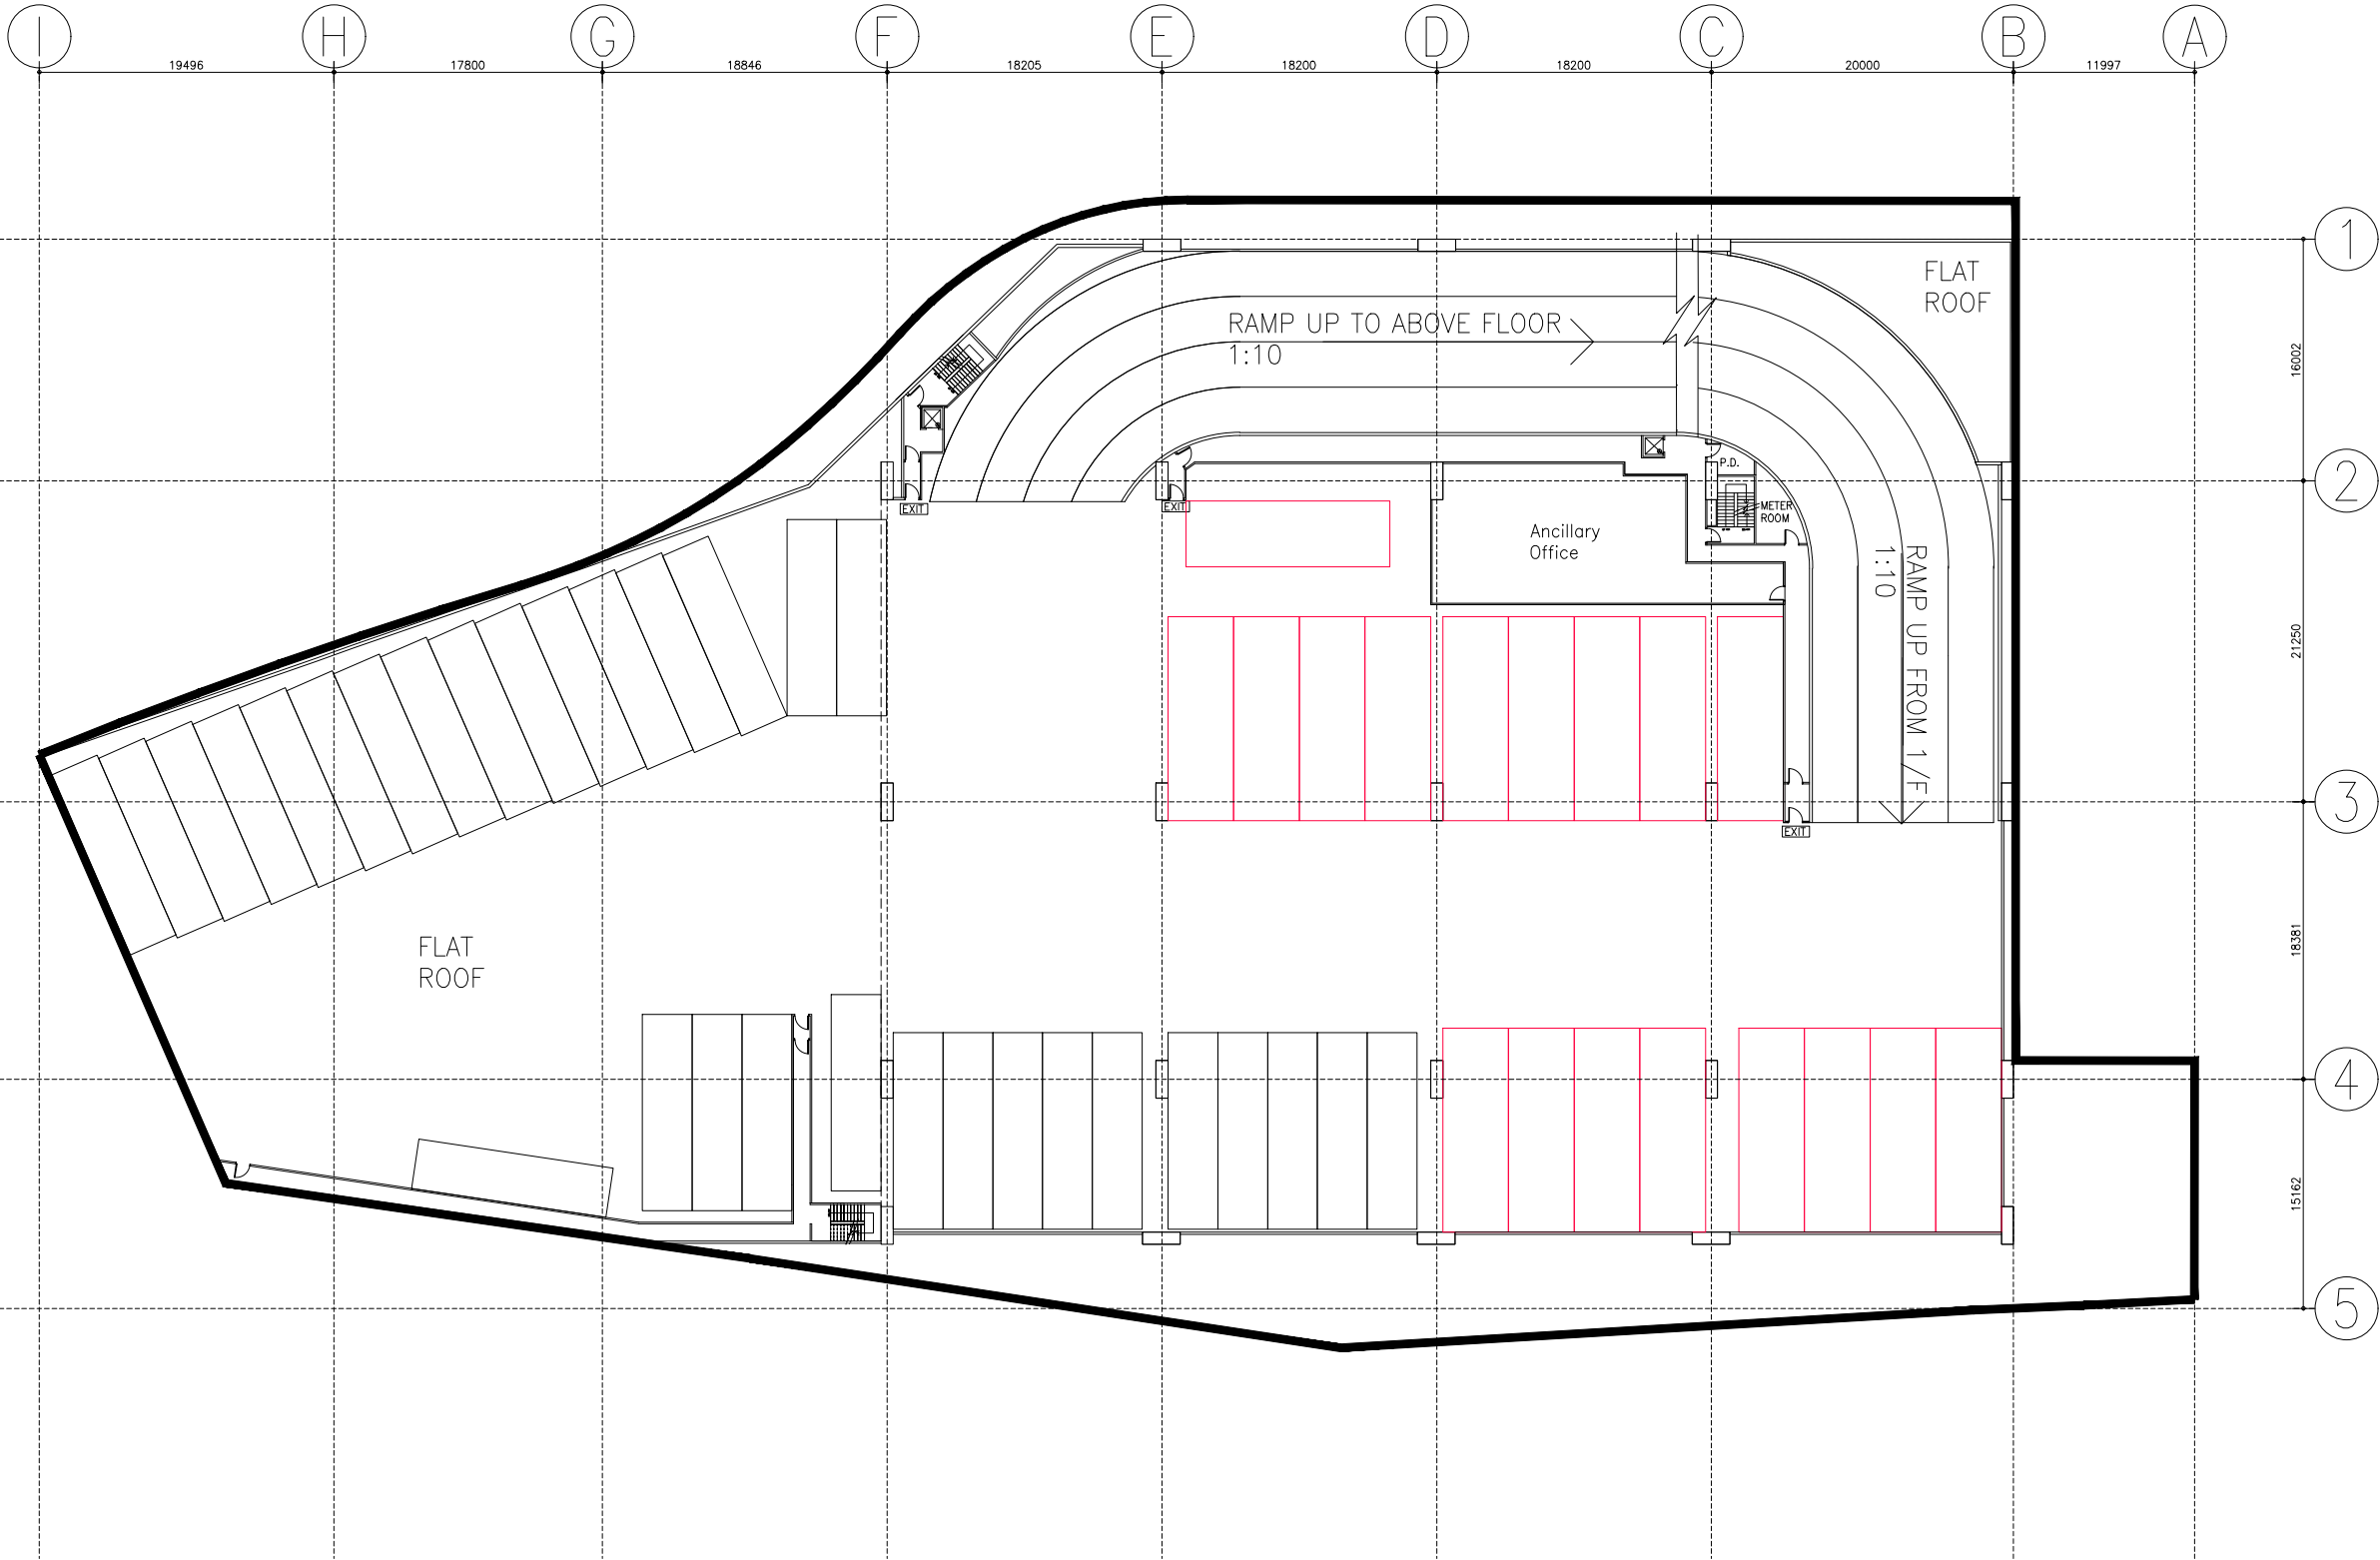 I H G F E D C B A
19496 17800 18846 18205 18200 18200 20000 11997
1
FLAT
ROOF
RAMP UP TO ABOVE FLOOR
1:10
16002
P.D.
2
METER
ROOM
EXIT
EXIT
Ancillary
Office
RAMP UP FROM 1/F
1:10
21250
3
EXIT
FLAT
ROOF
18381
4
15162
5